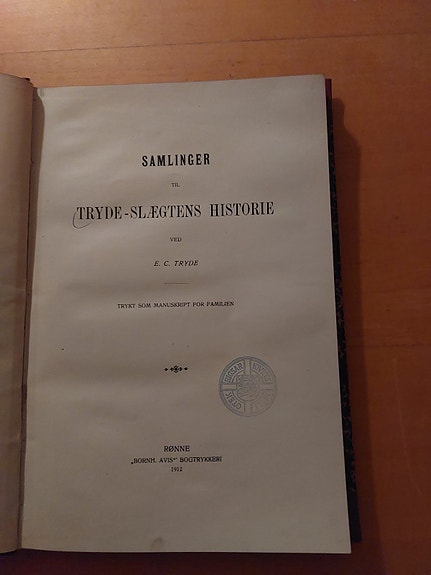 SAMLINGER
TIL
TRYDE-SLÆGTENS HISTORIE
VED
E. C. TRYDE
TRYKT SOM MANUSKRIPT FOR FAMILIEN
RØNNE
„BORNH. AVIS“' BOGTRYKKERI
1912